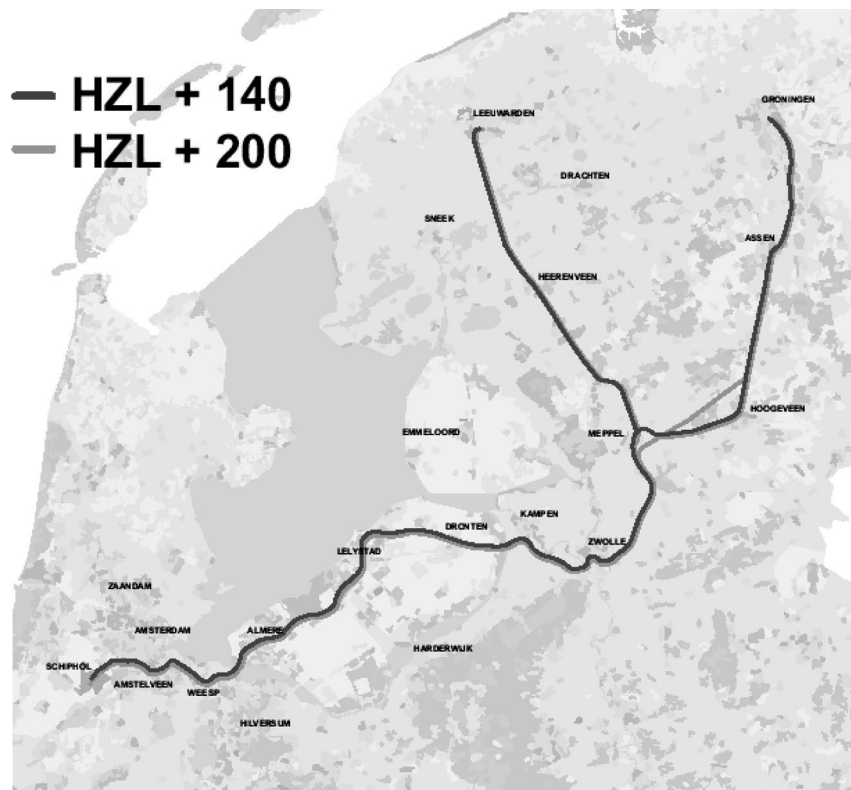 HZL + 140
HZL + 200
GRONINGEN
LEEUWARDEN
DRACHTEN
SNEEK
ASSEN
HEERENVEEN
HOOGEVEEN
EMMELOORD
MEPPEL
KAMPEN
DRONTEN
ZWOLLE
LELYSTAD
ZAANDAM
AMSTERDAM
ALMERE
HARDERWIJK
SCHIPHOL
AMSTELVEEN
WEESP
HILVERSUM